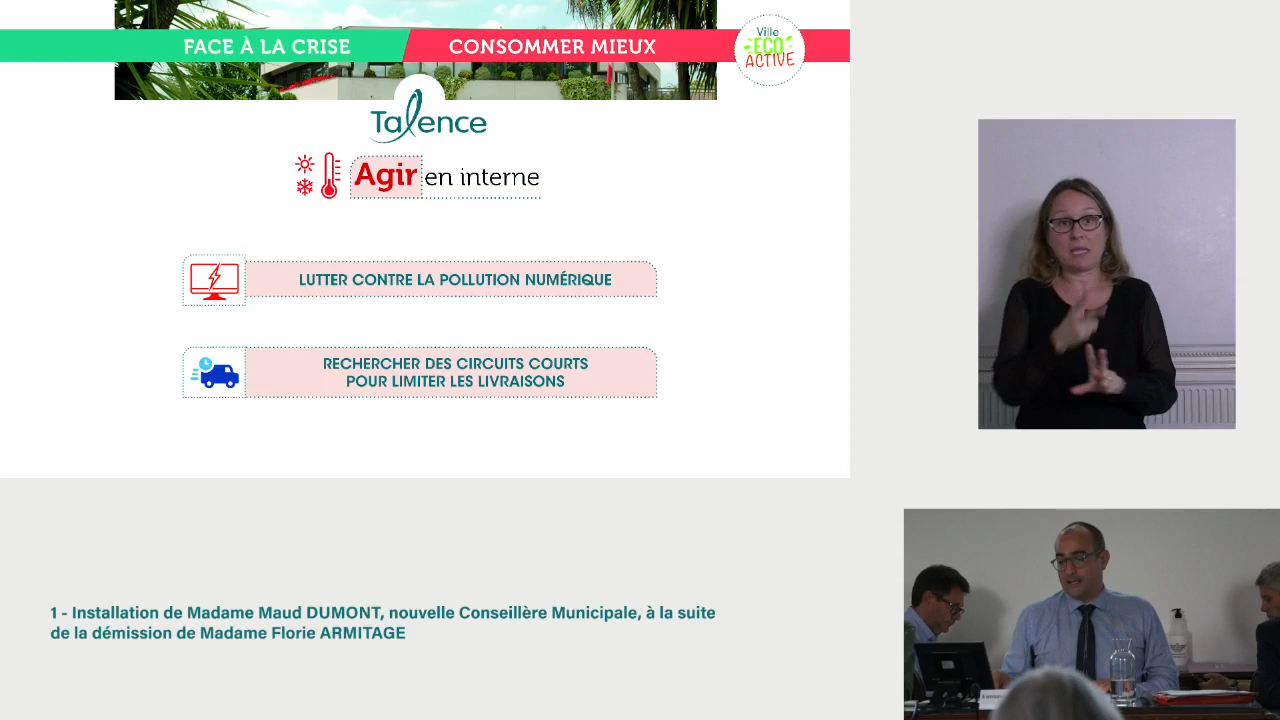 FACE À LA CRISE
CONSOMMER MIEUX
Ville
ECO
ACTIVE
Talence
Agir en interne
LUTTER CONTRE LA POLLUTION NUMÉRIQUE
RECHERCHER DES CIRCUITS COURTS
POUR LIMITER LES LIVRAISONS
1 - Installation de Madame Maud DUMONT, nouvelle Conseillère Municipale, à la suite
de la démission de Madame Florie ARMITAGE